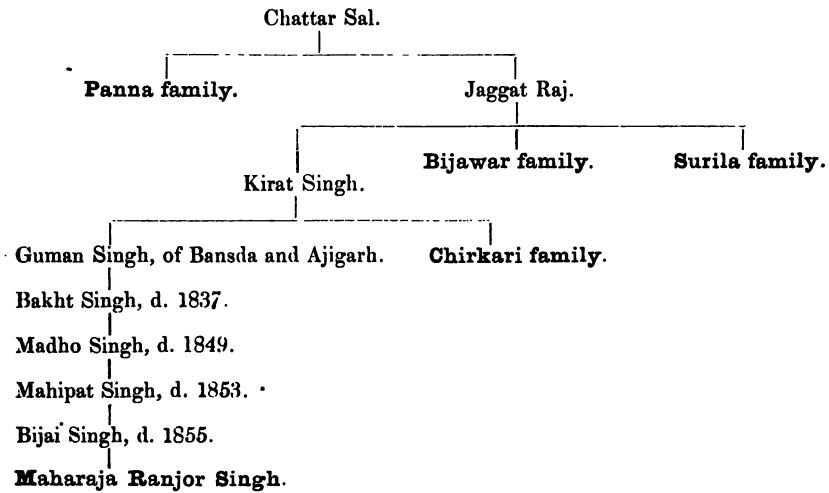 Chattar Sal.
Panna family. Jaggat Raj.
Bijawar family. Surila family.
Kirat Singh.
Guman Singh, of Bansda and Ajigarh. Chirkari family.
Bakht Singh, d. 1837.
Madho Singh, d. 1849.
Mahipat Singh, d. 1853.
Bijai Singh, d. 1855.
Maharaja Ranjor Singh.